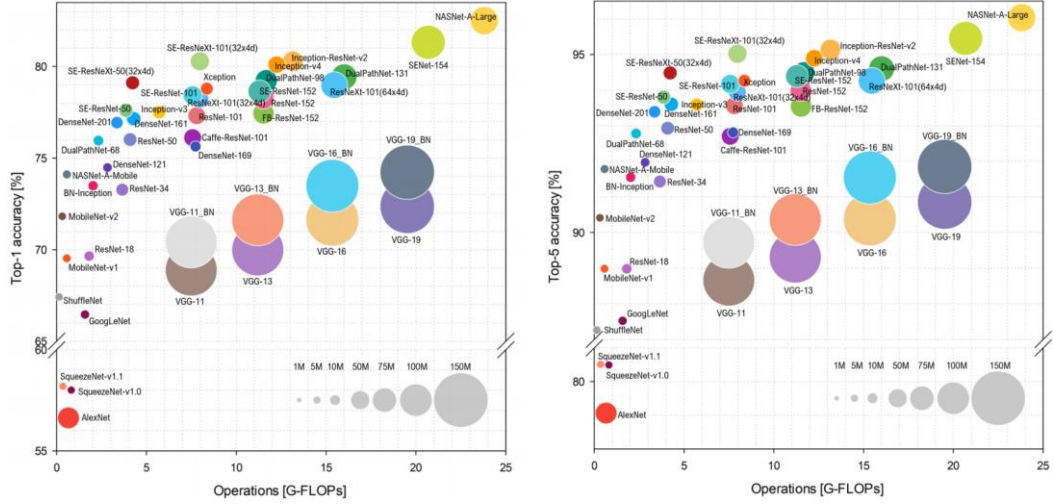 NASNet-A-Large
SE-ResNeXt-101(32x4d)
Inception-ResNet-v2
SENet-154
Inception-v4
SE-ResNeXt-50(32x4d)
Xception
DualPathNet-98
DualPathNet-131
SE-ResNet-101
SE-ResNet-152
ResNeXt-101(64x4d)
ResNeXt-101(32x4d)
ResNet-152
SE-ResNet-50
Inception-v3
ResNet-101
FB-ResNet-152
DenseNet-201
DenseNet-161
DualPathNet-68
ResNet-50
Caffe-ResNet-101
DenseNet-169
DenseNet-121
NASNet-A-Mobile
BN-Inception
ResNet-34
VGG-16_BN
VGG-19_BN
MobileNet-v2
VGG-11_BN
VGG-13_BN
ResNet-18
MobileNet-v1
VGG-16
VGG-19
VGG-13
VGG-11
ShuffleNet
GoogLeNet
SqueezeNet-v1.1
SqueezeNet-v1.0
AlexNet
1M 5M 10M 50M 75M 100M 150M
80
75
70
65
60
55
0 5 10 15 20 25
Top-1 accuracy [%]
Operations [G-FLOPs]
NASNet-A-Large
SE-ResNeXt-101(32x4d)
Inception-ResNet-v2
SENet-154
Inception-v4
SE-ResNeXt-50(32x4d)
DualPathNet-98
DualPathNet-131
Xception
SE-ResNet-101
SE-ResNet-152
ResNeXt-101(64x4d)
ResNet-152
ResNeXt-101(32x4d)
SE-ResNet-50
Inception-v3
ResNet-101
FB-ResNet-152
DenseNet-201
DenseNet-161
ResNet-50
DenseNet-169
DualPathNet-68
Caffe-ResNet-101
DenseNet-121
NASNet-A-Mobile
BN-Inception
ResNet-34
VGG-16_BN
VGG-19_BN
MobileNet-v2
VGG-11_BN
VGG-13_BN
VGG-19
VGG-16
ResNet-18
MobileNet-v1
VGG-13
VGG-11
GoogLeNet
ShuffleNet
SqueezeNet-v1.1
SqueezeNet-v1.0
AlexNet
1M 5M 10M 50M 75M 100M 150M
95
90
80
0 5 10 15 20 25
Top-5 accuracy [%]
Operations [G-FLOPs]